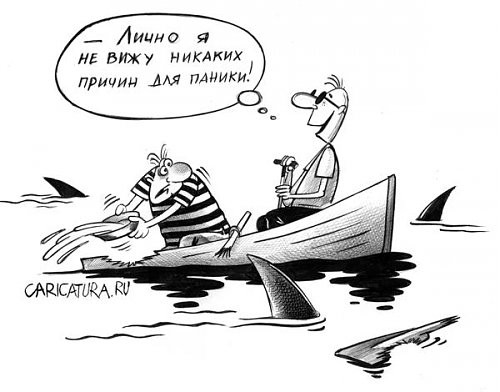 — Лично я
не вижу никаких
причин для паники!
CARICATURA.RU